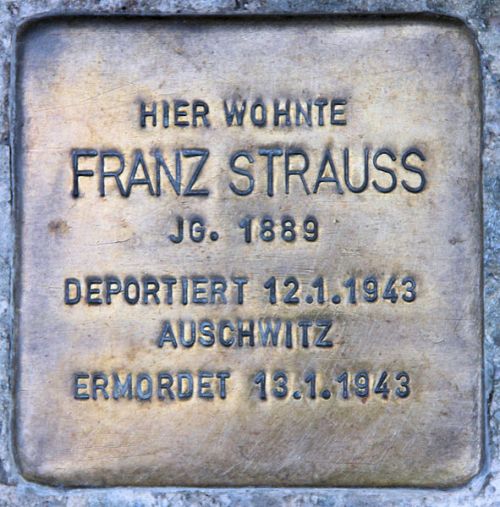 HIER WOHNTE
FRANZ STRAUSS
JG. 1889
DEPORTIERT 12.1.1943
AUSCHWITZ
ERMORDET 13.1.1943